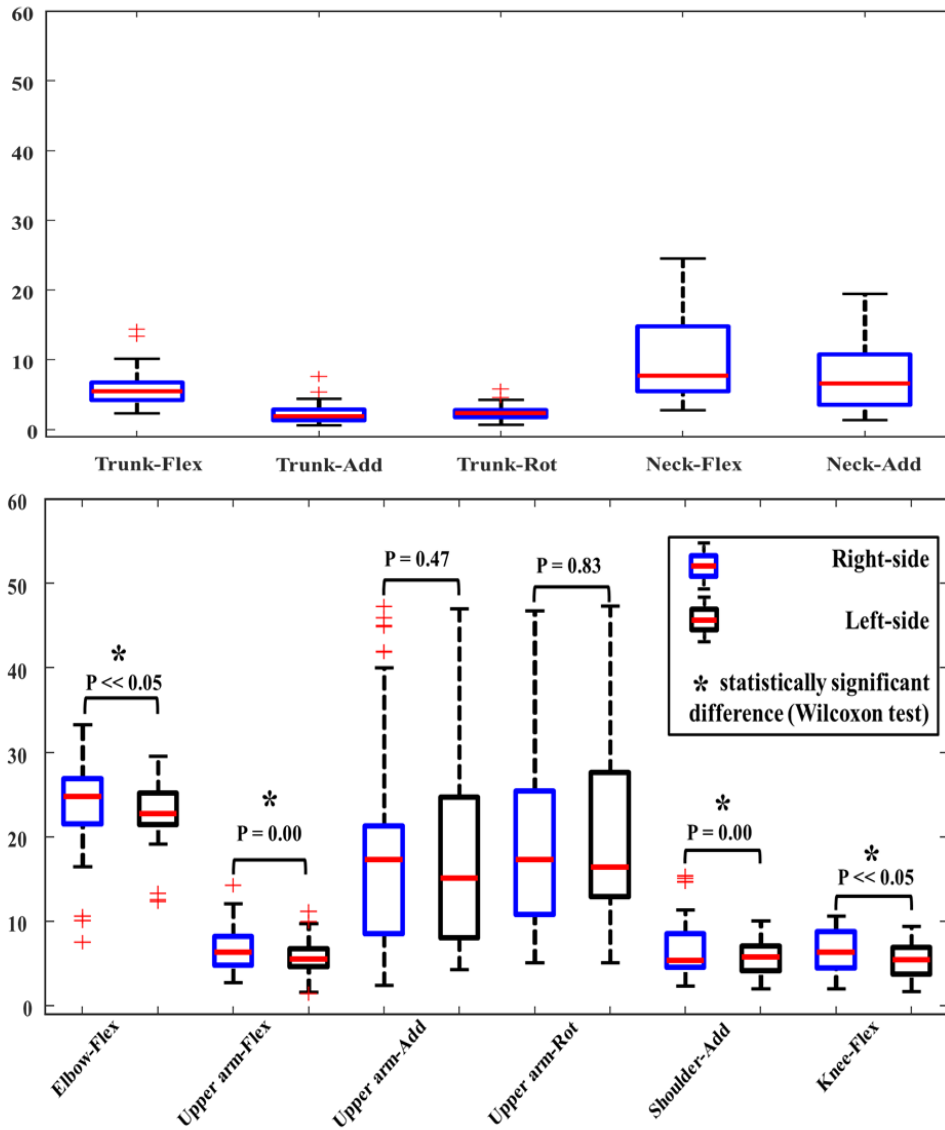 60
50
40
30
20
10
0
Trunk-Flex Trunk-Add Trunk-Rot Neck-Flex Neck-Add
60
50
40
30
20
10
0
P = 0.47
P = 0.83
Right-side
Left-side
* statistically significant
difference (Wilcoxon test)
*
P << 0.05
*
P = 0.00
*
P = 0.00
*
P << 0.05
Elbow-Flex
Upper arm-Flex
Upper arm-Add
Upper arm-Rot
Shoulder-Add
Knee-Flex